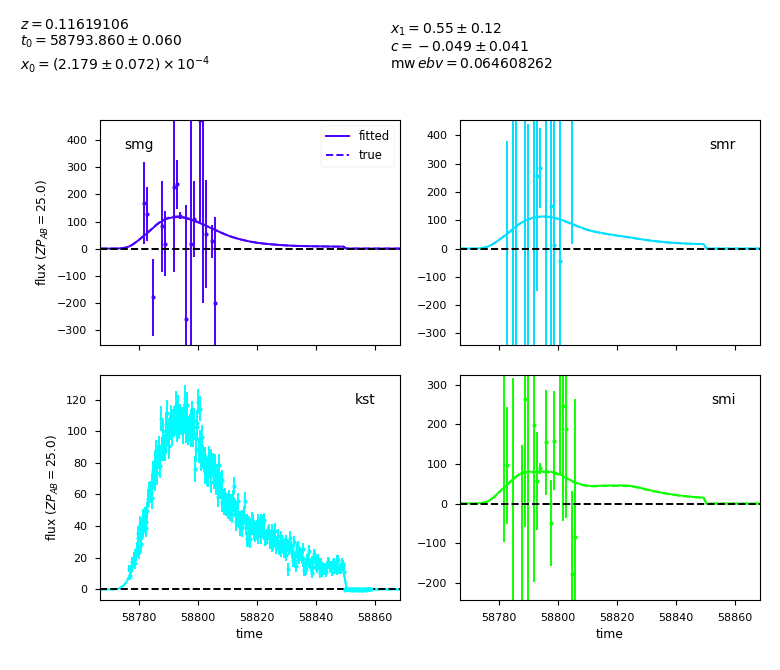 z = 0.11619106
t₀ = 58793.860 ± 0.060
x₀ = (2.179 ± 0.072) × 10⁻⁴
x₁ = 0.55 ± 0.12
c = −0.049 ± 0.041
mw ebv = 0.064608262
smg
fitted
true
400
300
200
100
0
−100
−200
−300
flux (ZP_AB = 25.0)
smr
400
300
200
100
0
−100
−200
−300
kst
120
100
80
60
40
20
0
flux (ZP_AB = 25.0)
58780 58800 58820 58840 58860
time
smi
300
200
100
0
−100
−200
58780 58800 58820 58840 58860
time